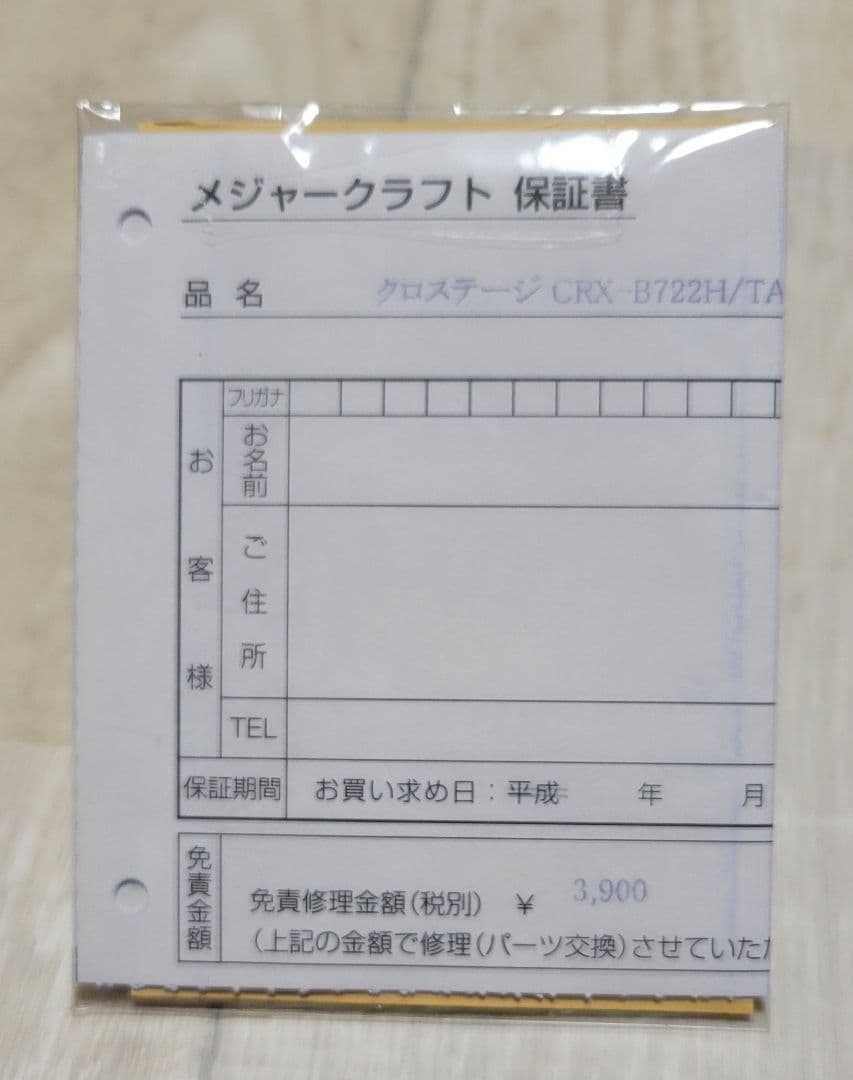 メジャークラフト 保証書
品名 クロステージ CRX-B722H/TA
お客様
フリガナ
お名前
ご住所
TEL
保証期間 お買い求め日：平成 年 月
免責金額
免責修理金額（税別） ¥ 3,900
（上記の金額で修理（パーツ交換）させていた